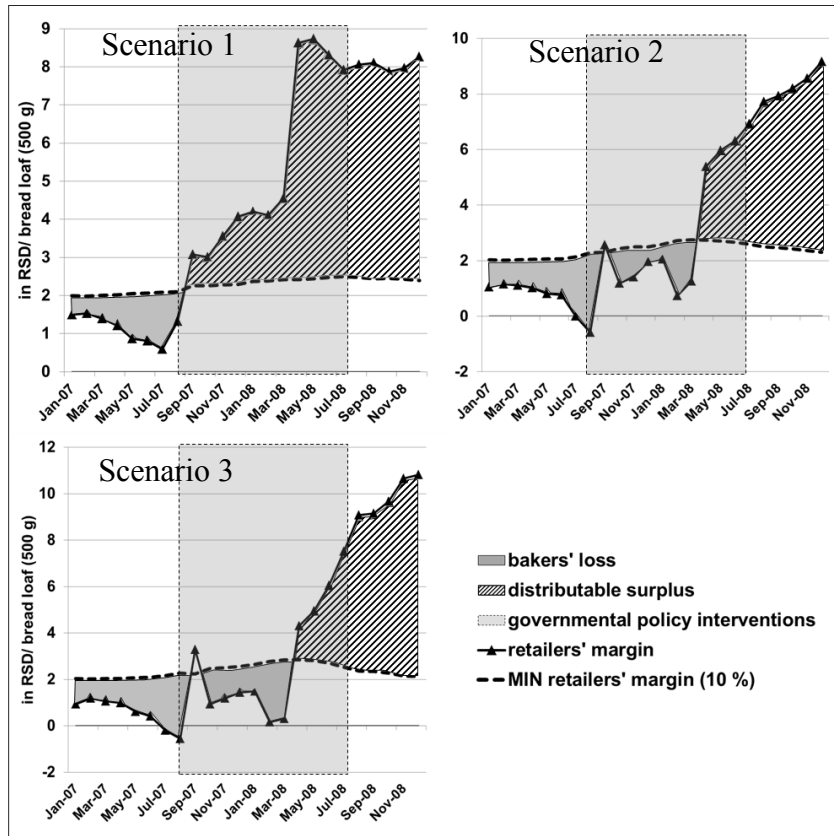 Scenario 1
in RSD/ bread loaf (500 g)
9
8
7
6
5
4
3
2
1
0
Jan-07
Mar-07
May-07
Jul-07
Sep-07
Nov-07
Jan-08
Mar-08
May-08
Jul-08
Sep-08
Nov-08
Scenario 2
10
8
6
4
2
0
-2
Jan-07
Mar-07
May-07
Jul-07
Sep-07
Nov-07
Jan-08
Mar-08
May-08
Jul-08
Sep-08
Nov-08
Scenario 3
in RSD/ bread loaf (500 g)
12
10
8
6
4
2
0
-2
Jan-07
Mar-07
May-07
Jul-07
Sep-07
Nov-07
Jan-08
Mar-08
May-08
Jul-08
Sep-08
Nov-08
bakers' loss
distributable surplus
governmental policy interventions
retailers' margin
MIN retailers' margin (10 %)